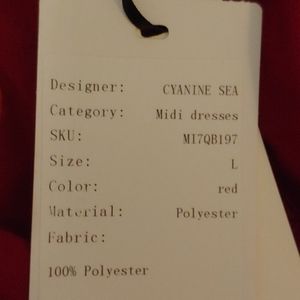 Designer: CYANINE SEA
Category: Midi dresses
SKU: MI7QB197
Size: L
Color: red
Material: Polyester
Fabric:
100% Polyester